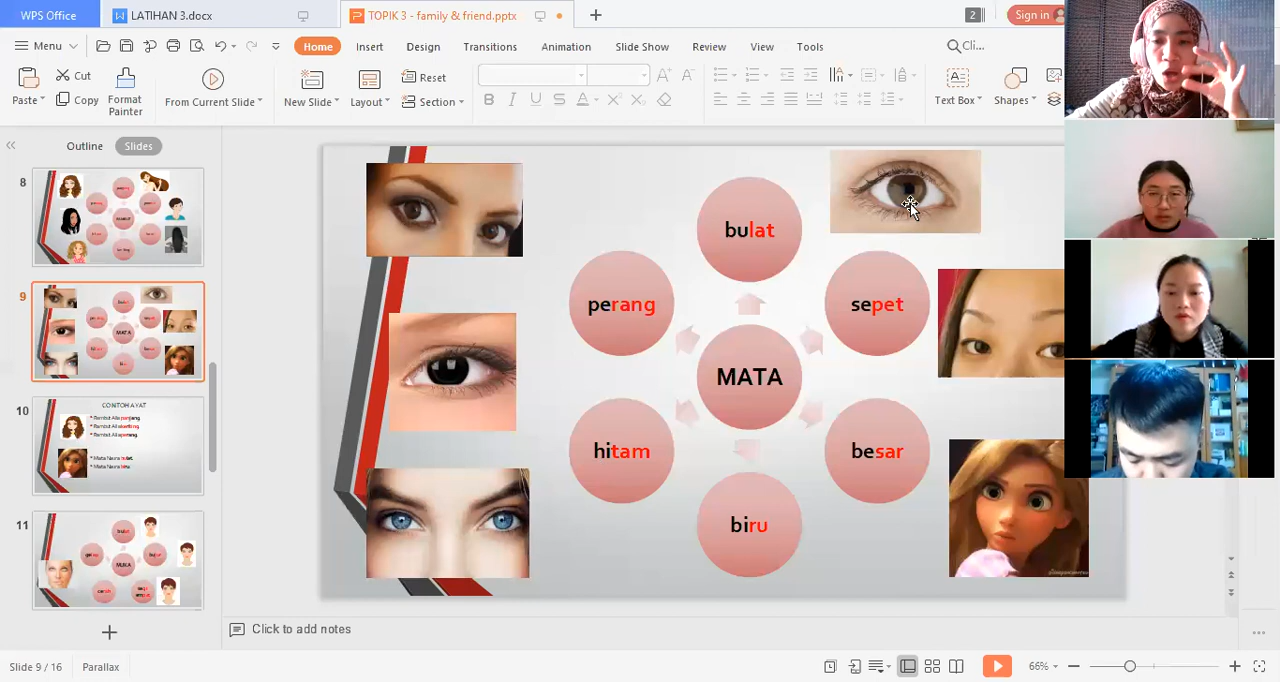 WPS Office
LATIHAN 3.docx
TOPIK 3 - family & friend.pptx
2
Sign in
Menu
Home
Insert
Design
Transitions
Animation
Slide Show
Review
View
Tools
Cli...
Paste
Cut
Copy
Format Painter
From Current Slide
New Slide
Layout
Reset
Section
B I U S A
Text Box
Shapes
Outline
Slides
8
9
MATA
10
CONTOH AYAT
11
MUKA
bulat
perang
sepet
MATA
hitam
besar
biru
Click to add notes
Slide 9 / 16
Parallax
66%